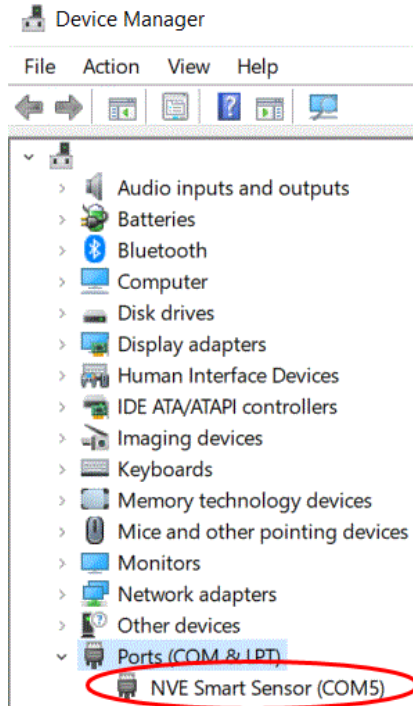 Device Manager
File Action View Help
Audio inputs and outputs
Batteries
Bluetooth
Computer
Disk drives
Display adapters
Human Interface Devices
IDE ATA/ATAPI controllers
Imaging devices
Keyboards
Memory technology devices
Mice and other pointing devices
Monitors
Network adapters
Other devices
Ports (COM & LPT)
NVE Smart Sensor (COM5)